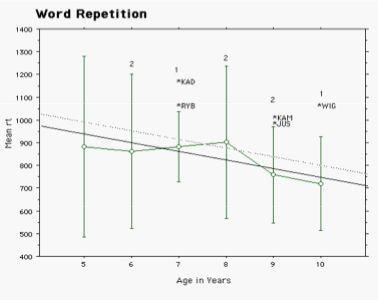 Word Repetition
1400
1300
1200
1100
1000
900
800
700
600
500
400
Mean rt
2
1
*KAD
*RYB
2
2
*KAM
*JUS
1
*WIG
5 6 7 8 9 10
Age in Years